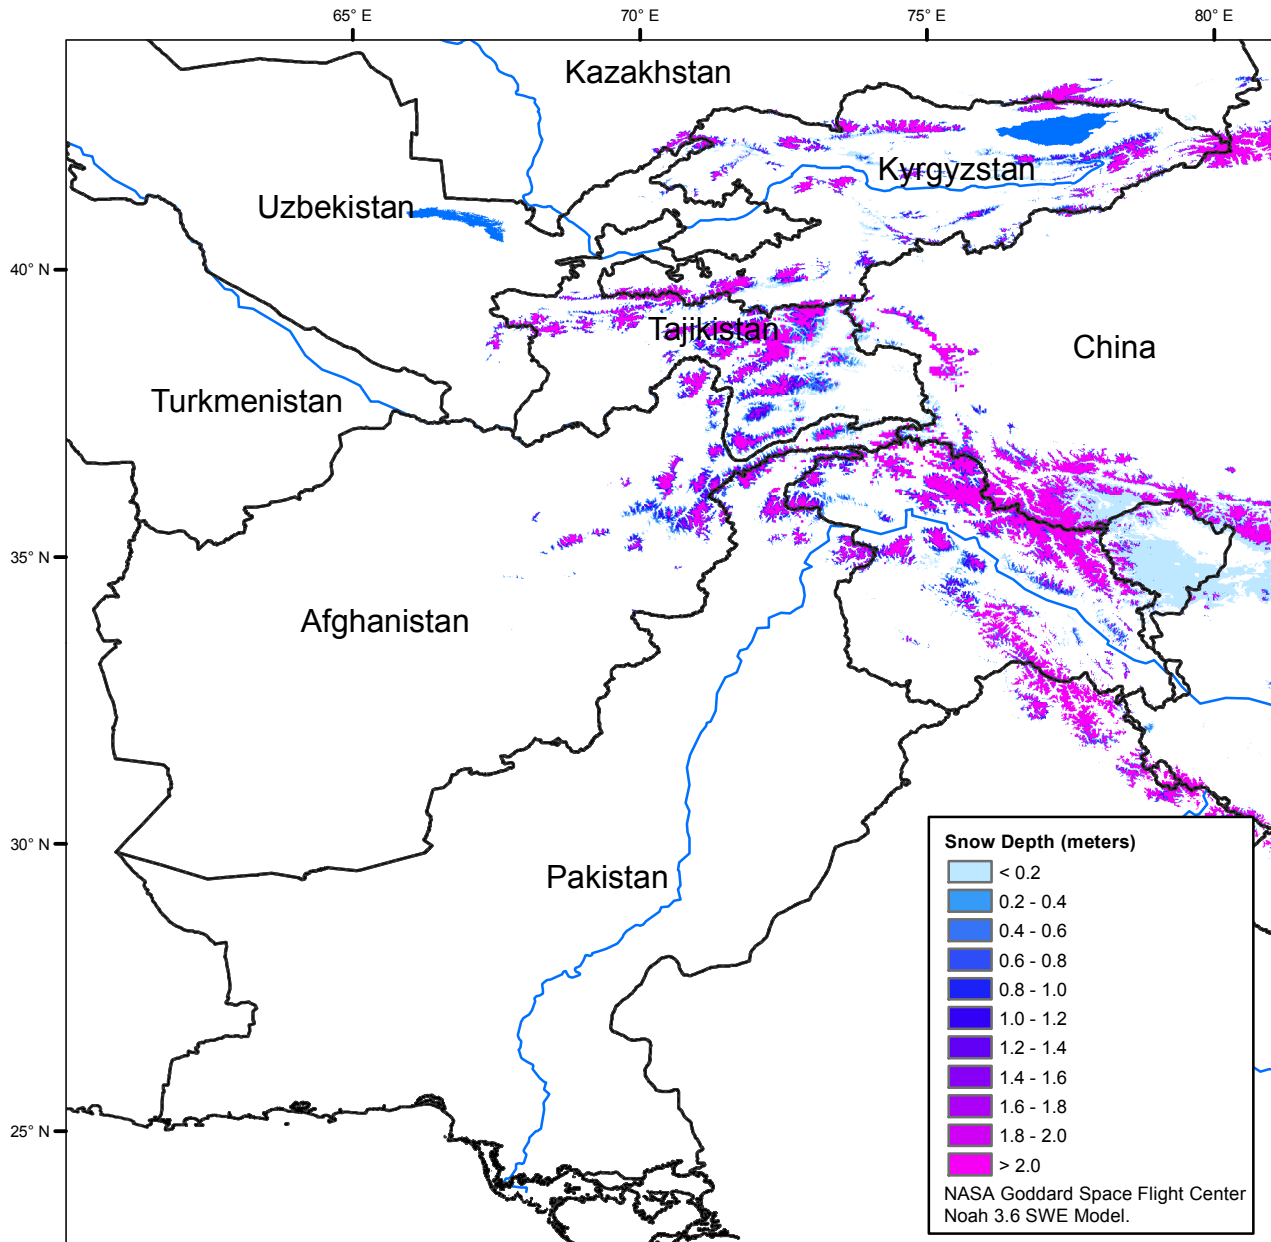 65° E 70° E 75° E 80° E
Kazakhstan
Kyrgyzstan
Uzbekistan
40° N
Tajikistan
China
Turkmenistan
35° N
Afghanistan
30° N
Pakistan
25° N
Snow Depth (meters)
< 0.2
0.2 - 0.4
0.4 - 0.6
0.6 - 0.8
0.8 - 1.0
1.0 - 1.2
1.2 - 1.4
1.4 - 1.6
1.6 - 1.8
1.8 - 2.0
> 2.0
NASA Goddard Space Flight Center
Noah 3.6 SWE Model.